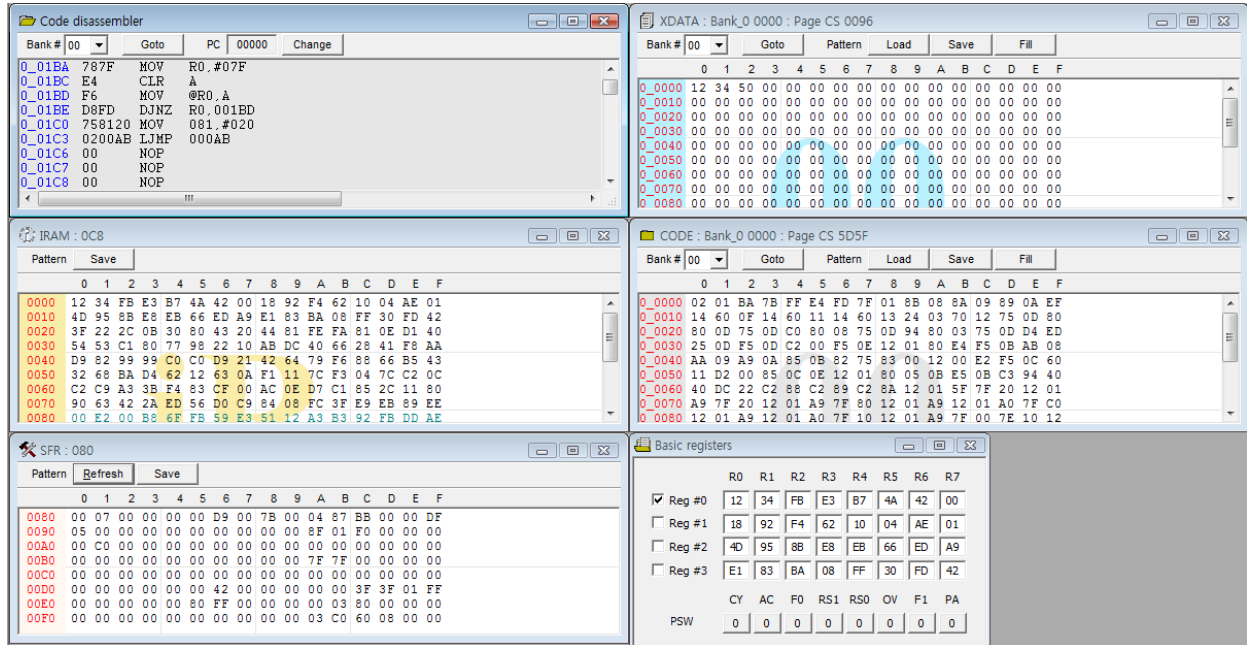 Code disassembler
Bank # 00 Goto PC 00000 Change
0_01BA 787F MOV R0,#07F
0_01BC E4 CLR A
0_01BD F6 MOV @R0,A
0_01BE D8FD DJNZ R0,001BD
0_01C0 758120 MOV 081,#020
0_01C3 0200AB LJMP 000AB
0_01C6 00 NOP
0_01C7 00 NOP
0_01C8 00 NOP
XDATA : Bank_0 0000 : Page CS 0096
Bank # 00 Goto Pattern Load Save Fill
0 1 2 3 4 5 6 7 8 9 A B C D E F
0_0000 12 34 50 00 00 00 00 00 00 00 00 00 00 00 00 00
0_0010 00 00 00 00 00 00 00 00 00 00 00 00 00 00 00 00
0_0020 00 00 00 00 00 00 00 00 00 00 00 00 00 00 00 00
0_0030 00 00 00 00 00 00 00 00 00 00 00 00 00 00 00 00
0_0040 00 00 00 00 00 00 00 00 00 00 00 00 00 00 00 00
0_0050 00 00 00 00 00 00 00 00 00 00 00 00 00 00 00 00
0_0060 00 00 00 00 00 00 00 00 00 00 00 00 00 00 00 00
0_0070 00 00 00 00 00 00 00 00 00 00 00 00 00 00 00 00
0_0080 00 00 00 00 00 00 00 00 00 00 00 00 00 00 00 00
IRAM : 0C8
Pattern Save
0 1 2 3 4 5 6 7 8 9 A B C D E F
0000 12 34 FB E3 B7 4A 42 00 18 92 F4 62 10 04 AE 01
0010 4D 95 8B E8 EB 66 ED A9 E1 83 BA 08 FF 30 FD 42
0020 3F 22 2C 0B 30 80 43 20 44 81 FE FA 81 0E D1 40
0030 54 53 C1 80 77 98 22 10 AB DC 40 66 28 41 F8 AA
0040 D9 82 99 99 C0 C0 D9 21 42 64 79 F6 88 66 B5 43
0050 32 68 BA D4 62 12 63 0A F1 11 7C F3 04 7C C2 0C
0060 C2 C9 A3 3B F4 83 CF 00 AC 0E D7 C1 85 2C 11 80
0070 90 63 42 2A ED 56 D0 C9 84 08 FC 3F E9 EB 89 EE
0080 00 E2 00 B8 6F FB 59 E3 51 12 A3 B3 92 FB DD AE
CODE : Bank_0 0000 : Page CS 5D5F
Bank # 00 Goto Pattern Load Save Fill
0 1 2 3 4 5 6 7 8 9 A B C D E F
0_0000 02 01 BA 7B FF E4 FD 7F 01 8B 08 8A 09 89 0A EF
0_0010 14 60 0F 14 60 11 14 60 13 24 03 70 12 75 0D 80
0_0020 80 0D 75 0D C0 80 08 75 0D 94 80 03 75 0D D4 ED
0_0030 25 0D F5 0D C2 00 F5 0E 12 01 80 E4 F5 0B AB 08
0_0040 AA 09 A9 0A 85 0B 82 75 83 00 12 00 E2 F5 0C 60
0_0050 11 D2 00 85 0C 0E 12 01 80 05 0B E5 0B C3 94 40
0_0060 40 DC 22 C2 88 C2 89 C2 8A 12 01 5F 7F 20 12 01
0_0070 A9 7F 20 12 01 A9 7F 80 12 01 A9 12 01 A0 7F C0
0_0080 12 01 A9 12 01 A0 7F 10 12 01 A9 7F 00 7E 10 12
SFR : 080
Pattern Refresh Save
0 1 2 3 4 5 6 7 8 9 A B C D E F
0080 00 07 00 00 00 00 D9 00 7B 00 04 87 BB 00 00 DF
0090 05 00 00 00 00 00 00 00 00 00 8F 01 F0 00 00 00
00A0 00 C0 00 00 00 00 00 00 00 00 00 00 00 00 00 00
00B0 00 00 00 00 00 00 00 00 00 00 7F 7F 00 00 00 00
00C0 00 00 00 00 00 00 00 00 00 00 00 00 00 00 00 00
00D0 00 00 00 00 00 42 00 00 00 00 00 00 3F 3F 01 FF
00E0 00 00 00 00 80 FF 00 00 00 00 00 03 80 00 00 00
00F0 00 00 00 00 00 00 00 00 00 00 03 C0 60 08 00 00
Basic registers
R0 R1 R2 R3 R4 R5 R6 R7
Reg #0 12 34 FB E3 B7 4A 42 00
Reg #1 18 92 F4 62 10 04 AE 01
Reg #2 4D 95 8B E8 EB 66 ED A9
Reg #3 E1 83 BA 08 FF 30 FD 42
CY AC F0 RS1 RS0 OV F1 PA
PSW 0 0 0 0 0 0 0 0